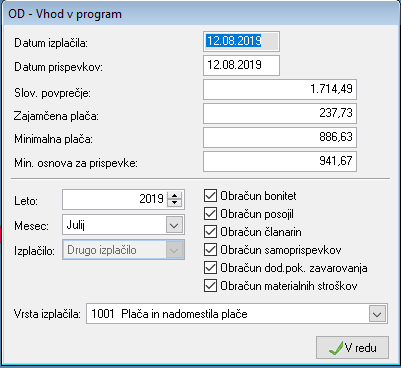 OD - Vhod v program
Datum izplačila: 12.08.2019
Datum prispevkov: 12.08.2019
Slov. povprečje: 1.714,49
Zajamčena plača: 237,73
Minimalna plača: 886,63
Min. osnova za prispevke: 941,67
Leto: 2019
Mesec: Julij
Izplačilo: Drugo izplačilo
Obračun bonitet
Obračun posojil
Obračun članarin
Obračun samoprispevkov
Obračun dod.pok. zavarovanja
Obračun materialnih stroškov
Vrsta izplačila: 1001 Plača in nadomestila plače
V redu